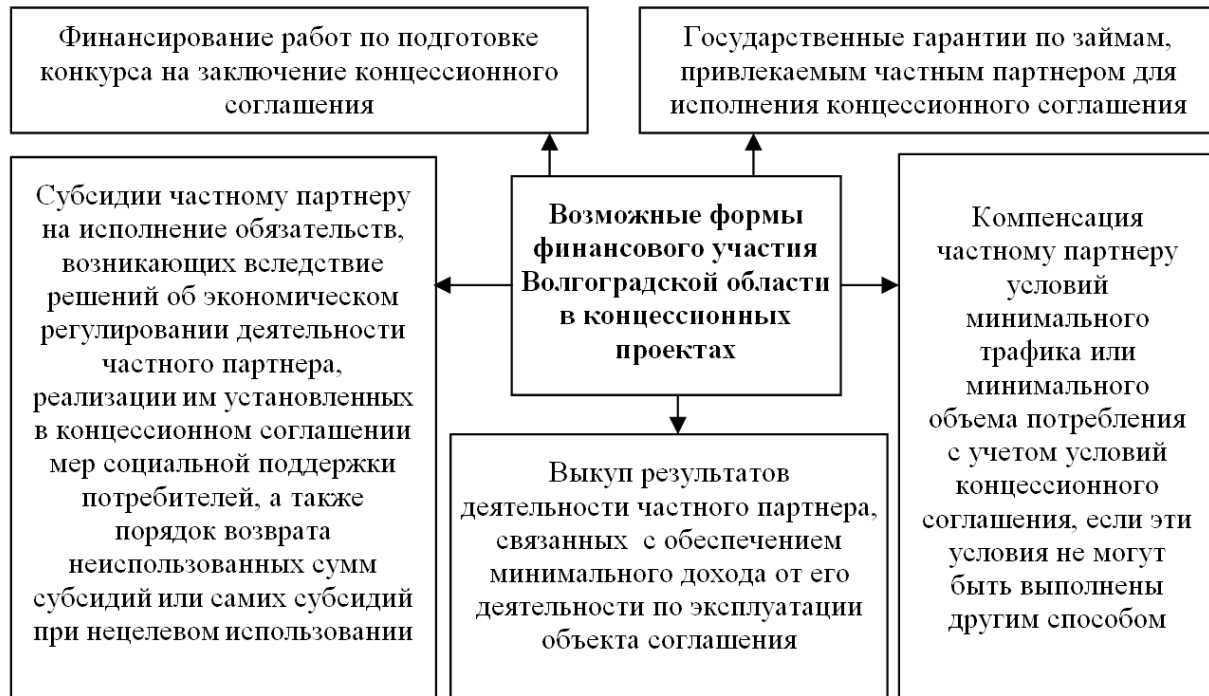 Финансирование работ по подготовке
конкурса на заключение концессионного
соглашения
Государственные гарантии по займам,
привлекаемым частным партнером для
исполнения концессионного соглашения
Субсидии частному партнеру
на исполнение обязательств,
возникающих вследствие
решений об экономическом
регулировании деятельности
частного партнера,
реализации им установленных
в концессионном соглашении
мер социальной поддержки
потребителей, а также
порядок возврата
неиспользованных сумм
субсидий или самих субсидий
при нецелевом использовании
Возможные формы
финансового участия
Волгоградской области
в концессионных
проектах
Компенсация
частному партнеру
условий
минимального
трафика или
минимального
объема потребления
с учетом условий
концессионного
соглашения, если эти
условия не могут
быть выполнены
другим способом
Выкуп результатов
деятельности частного партнера,
связанных с обеспечением
минимального дохода от его
деятельности по эксплуатации
объекта соглашения